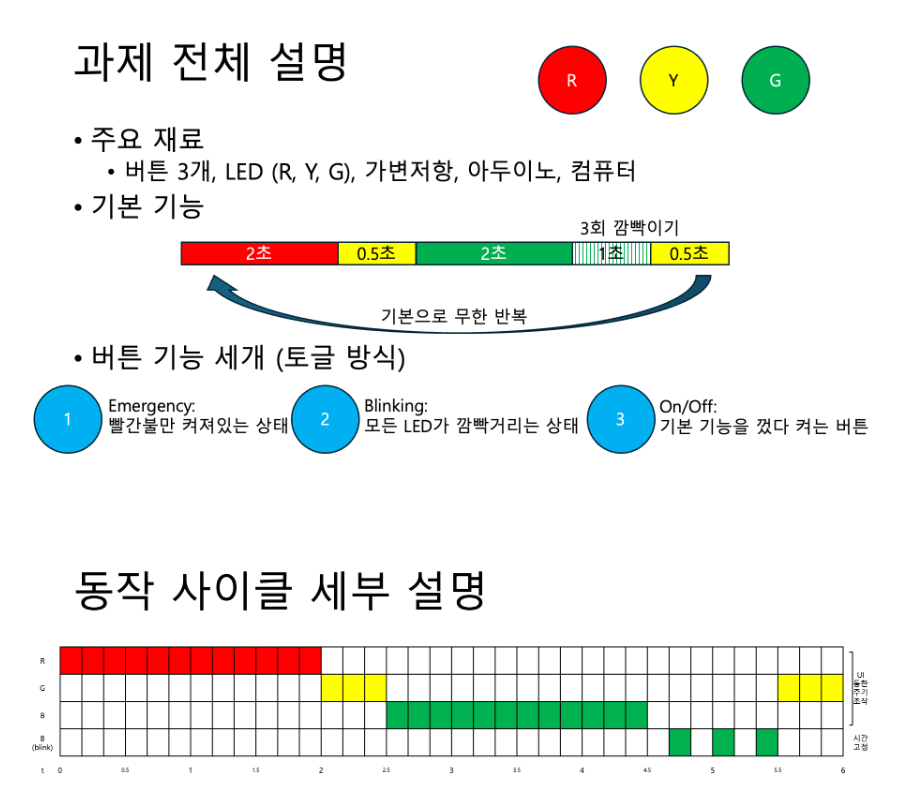 과제 전체 설명
R Y G
• 주요 재료
• 버튼 3개, LED (R, Y, G), 가변저항, 아두이노, 컴퓨터
• 기본 기능
3회 깜빡이기
2초 0.5초 2초 1초 0.5초
기본으로 무한 반복
• 버튼 기능 세개 (토글 방식)
1
Emergency:
빨간불만 켜져있는 상태
2
Blinking:
모든 LED가 깜빡거리는 상태
3
On/Off:
기본 기능을 껐다 켜는 버튼
동작 사이클 세부 설명
R
G
B
B
(blink)
UI
통한
주기
조작
시간
고정
t 0 0.5 1 1.5 2 2.5 3 3.5 4 4.5 5 5.5 6